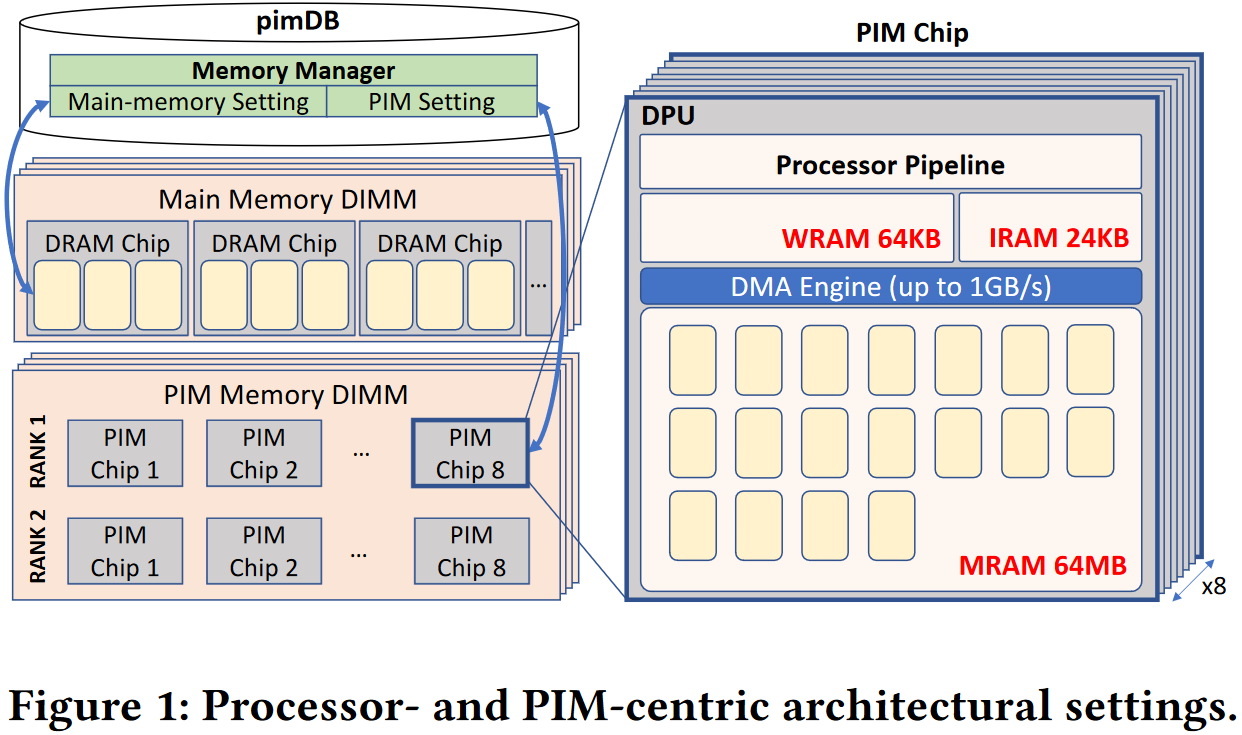 pimDB
Memory Manager
Main-memory Setting
PIM Setting
Main Memory DIMM
DRAM Chip
DRAM Chip
DRAM Chip
...
PIM Memory DIMM
RANK 1
PIM
Chip 1
PIM
Chip 2
...
PIM
Chip 8
RANK 2
PIM
Chip 1
PIM
Chip 2
...
PIM
Chip 8
PIM Chip
DPU
Processor Pipeline
WRAM 64KB
IRAM 24KB
DMA Engine (up to 1GB/s)
MRAM 64MB
x8
Figure 1: Processor- and PIM-centric architectural settings.